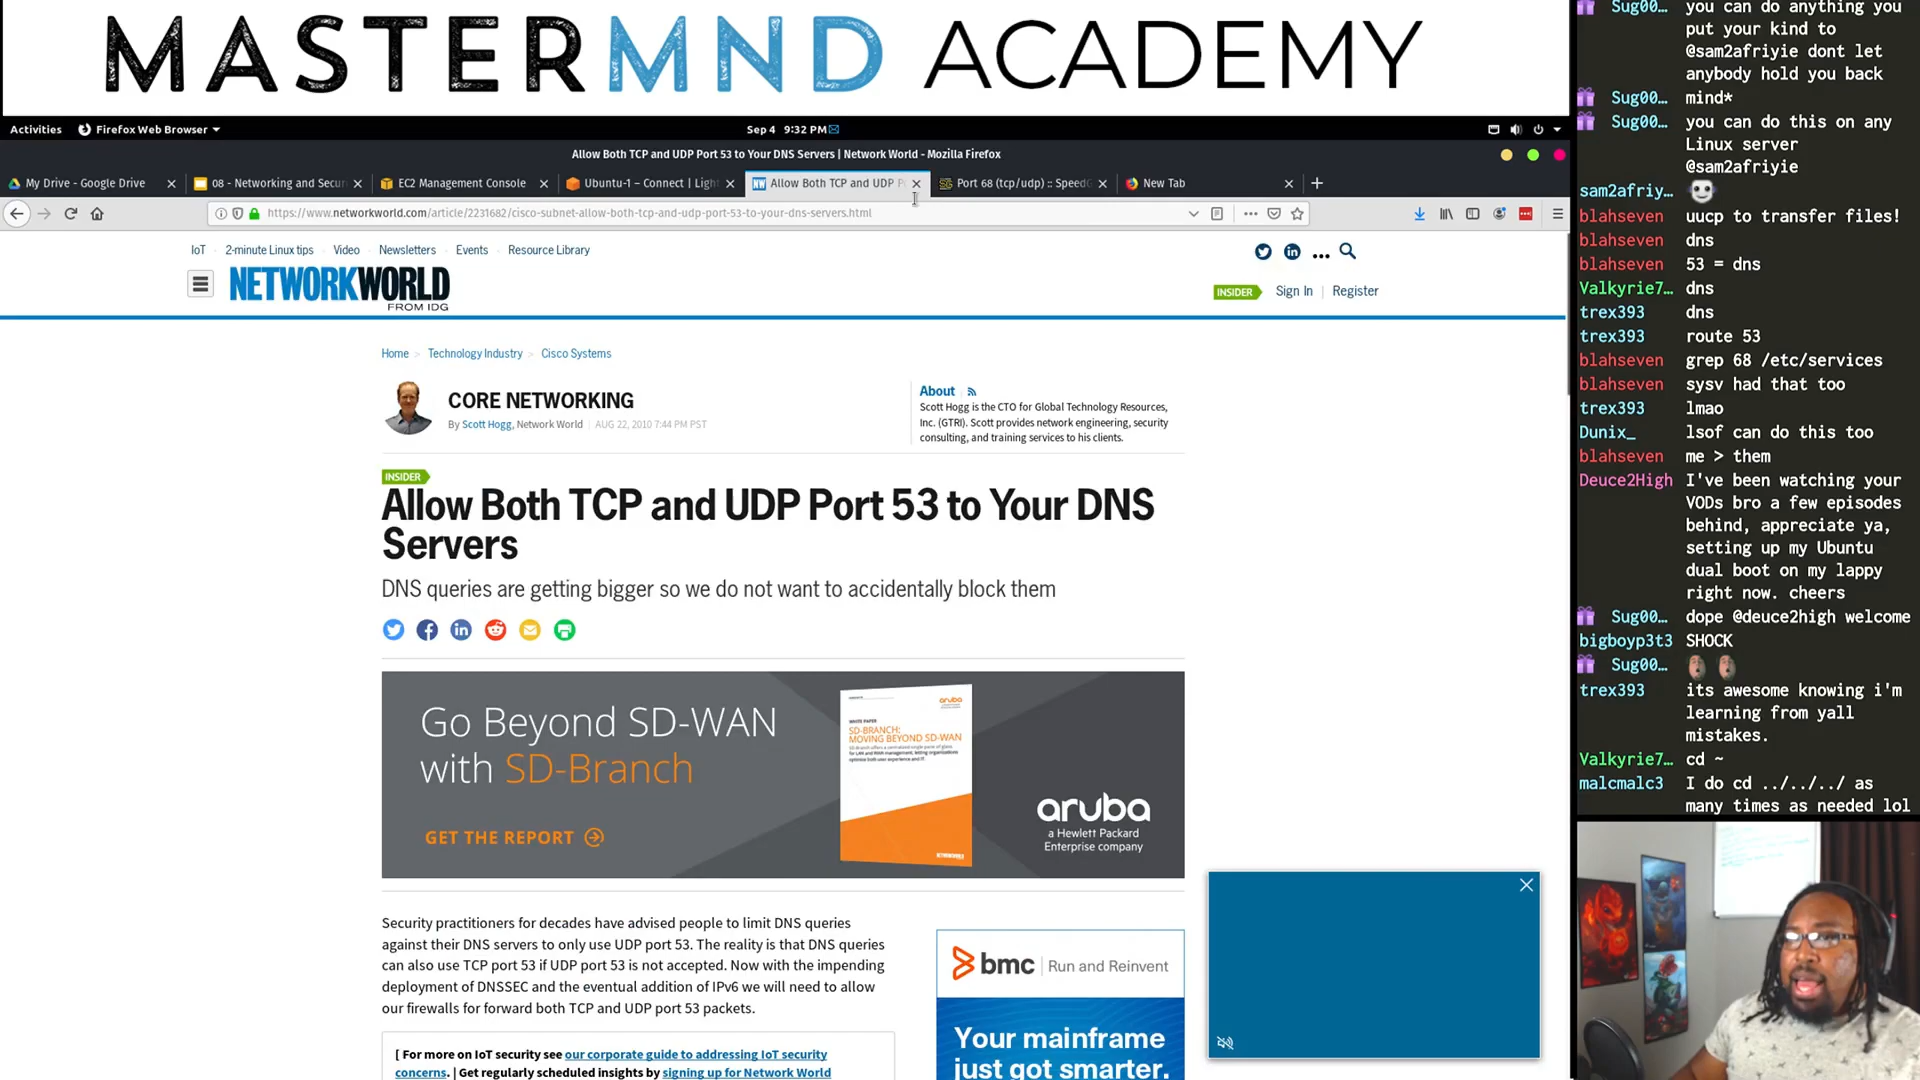 MASTERMND ACADEMY
Activities Firefox Web Browser Sep 4 9:32 PM
Allow Both TCP and UDP Port 53 to Your DNS Servers | Network World - Mozilla Firefox
My Drive - Google Drive 08 - Networking and Secur EC2 Management Console Ubuntu-1 – Connect | Ligh Allow Both TCP and UDP P Port 68 (tcp/udp) :: SpeedG New Tab
https://www.networkworld.com/article/2231682/cisco-subnet-allow-both-tcp-and-udp-port-53-to-your-dns-servers.html
IoT 2-minute Linux tips Video Newsletters Events Resource Library
NETWORKWORLD
FROM IDG
INSIDER Sign In | Register
Home > Technology Industry > Cisco Systems
CORE NETWORKING
By Scott Hogg, Network World | AUG 22, 2010 7:44 PM PST
About
Scott Hogg is the CTO for Global Technology Resources,
Inc. (GTRI). Scott provides network engineering, security
consulting, and training services to his clients.
INSIDER
Allow Both TCP and UDP Port 53 to Your DNS
Servers
DNS queries are getting bigger so we do not want to accidentally block them
Go Beyond SD-WAN
with SD-Branch
GET THE REPORT
aruba
WHITE PAPER
SD-BRANCH:
MOVING BEYOND SD-WAN
aruba
a Hewlett Packard
Enterprise company
Security practitioners for decades have advised people to limit DNS queries
against their DNS servers to only use UDP port 53. The reality is that DNS queries
can also use TCP port 53 if UDP port 53 is not accepted. Now with the impending
deployment of DNSSEC and the eventual addition of IPv6 we will need to allow
our firewalls for forward both TCP and UDP port 53 packets.
[ For more on IoT security see our corporate guide to addressing IoT security
concerns. | Get regularly scheduled insights by signing up for Network World
bmc | Run and Reinvent
Your mainframe
just got smarter.
Sug00… you can do anything you
put your kind to
@sam2afriyie dont let
anybody hold you back
Sug00… mind*
Sug00… you can do this on any
Linux server
@sam2afriyie
sam2afriy…
blahseven uucp to transfer files!
blahseven dns
blahseven 53 = dns
Valkyrie7… dns
trex393 dns
trex393 route 53
blahseven grep 68 /etc/services
blahseven sysv had that too
trex393 lmao
Dunix_ lsof can do this too
blahseven me > them
Deuce2High I've been watching your
VODs bro a few episodes
behind, appreciate ya,
setting up my Ubuntu
dual boot on my lappy
right now. cheers
Sug00… dope @deuce2high welcome
bigboyp3t3 SHOCK
Sug00…
trex393 its awesome knowing i'm
learning from yall
mistakes.
Valkyrie7… cd ~
malcmalc3 I do cd ../../../ as
many times as needed lol